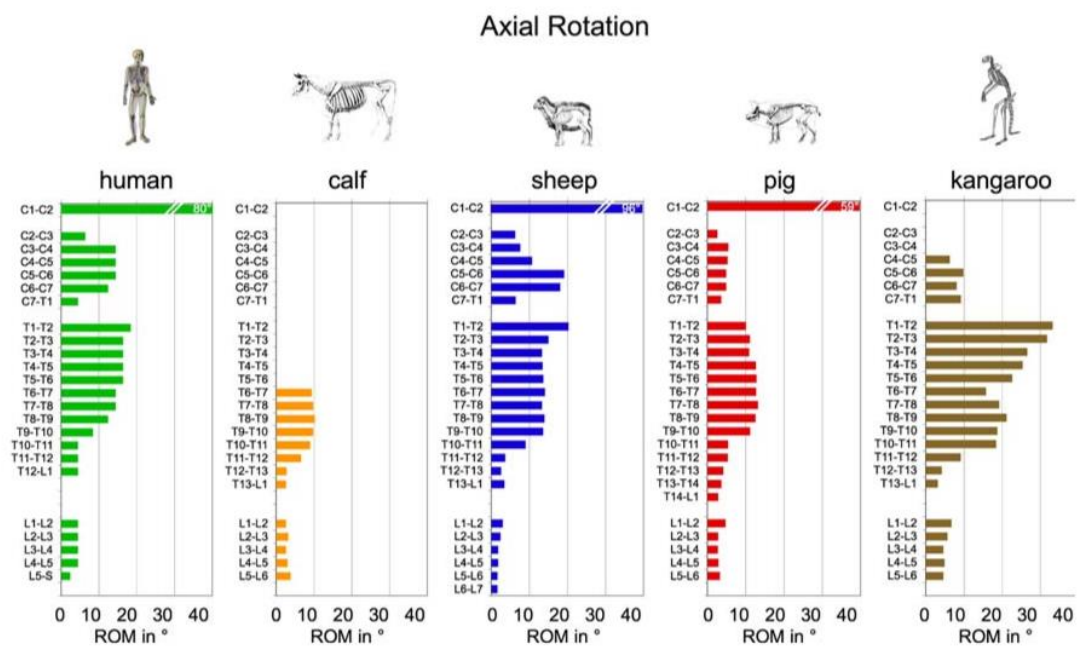 Axial Rotation
human
C1-C2
80°
C2-C3
C3-C4
C4-C5
C5-C6
C6-C7
C7-T1
T1-T2
T2-T3
T3-T4
T4-T5
T5-T6
T6-T7
T7-T8
T8-T9
T9-T10
T10-T11
T11-T12
T12-L1
L1-L2
L2-L3
L3-L4
L4-L5
L5-S
0 10 20 30 40
ROM in °
calf
C1-C2
C2-C3
C3-C4
C4-C5
C5-C6
C6-C7
C7-T1
T1-T2
T2-T3
T3-T4
T4-T5
T5-T6
T6-T7
T7-T8
T8-T9
T9-T10
T10-T11
T11-T12
T12-T13
T13-L1
L1-L2
L2-L3
L3-L4
L4-L5
L5-L6
0 10 20 30 40
ROM in °
sheep
C1-C2
96°
C2-C3
C3-C4
C4-C5
C5-C6
C6-C7
C7-T1
T1-T2
T2-T3
T3-T4
T4-T5
T5-T6
T6-T7
T7-T8
T8-T9
T9-T10
T10-T11
T11-T12
T12-T13
T13-L1
L1-L2
L2-L3
L3-L4
L4-L5
L5-L6
L6-L7
0 10 20 30 40
ROM in °
pig
C1-C2
59°
C2-C3
C3-C4
C4-C5
C5-C6
C6-C7
C7-T1
T1-T2
T2-T3
T3-T4
T4-T5
T5-T6
T6-T7
T7-T8
T8-T9
T9-T10
T10-T11
T11-T12
T12-T13
T13-T14
T14-L1
L1-L2
L2-L3
L3-L4
L4-L5
L5-L6
0 10 20 30 40
ROM in °
kangaroo
C1-C2
C2-C3
C3-C4
C4-C5
C5-C6
C6-C7
C7-T1
T1-T2
T2-T3
T3-T4
T4-T5
T5-T6
T6-T7
T7-T8
T8-T9
T9-T10
T10-T11
T11-T12
T12-T13
T13-L1
L1-L2
L2-L3
L3-L4
L4-L5
L5-L6
0 10 20 30 40
ROM in °